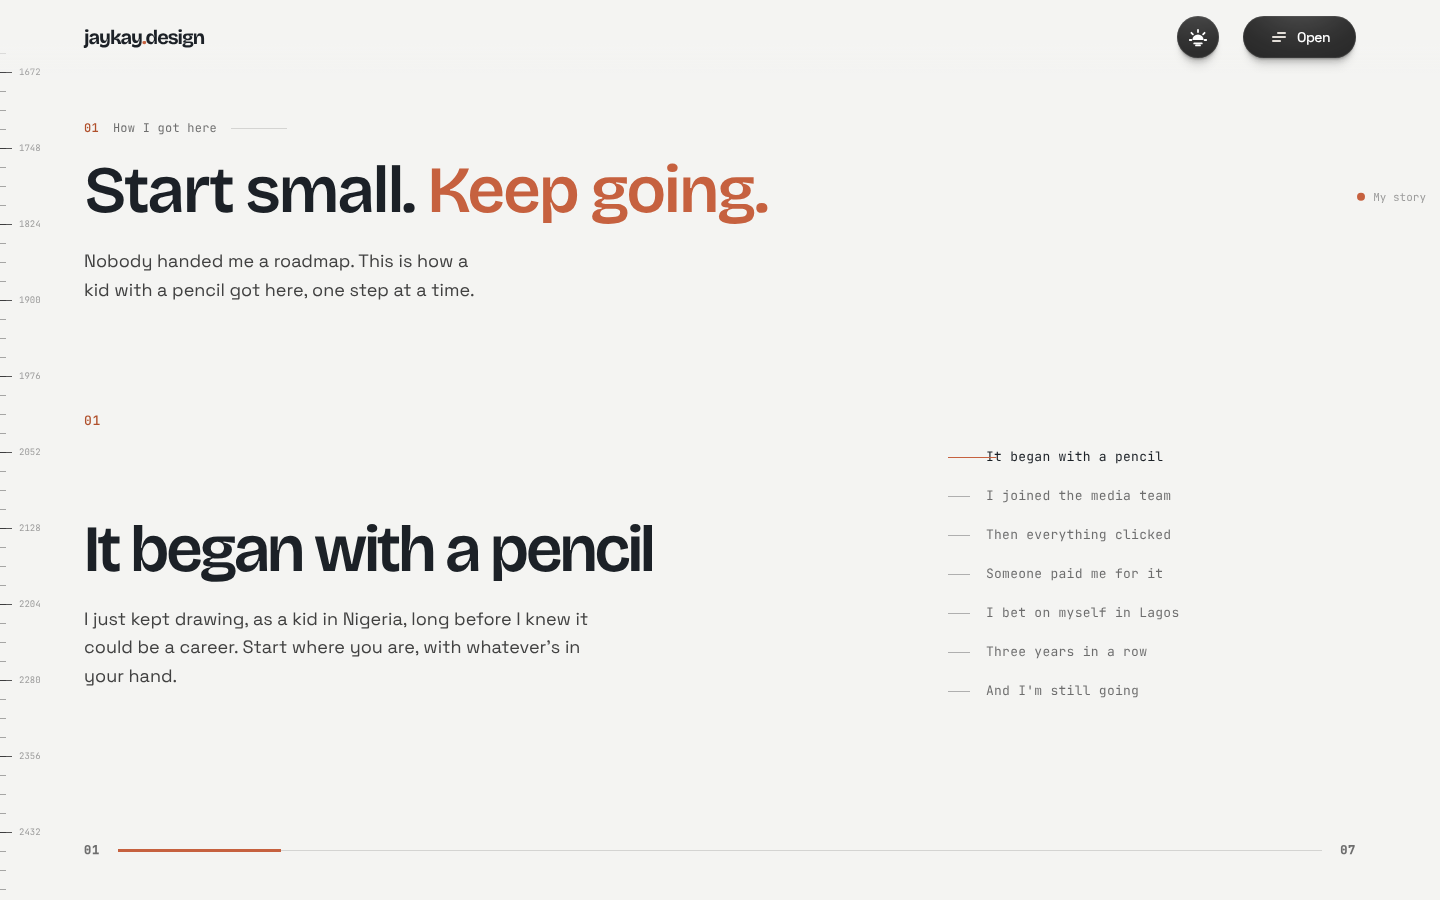 jaykay.design
Open
1672
1748
1824
1900
1976
2052
2128
2204
2280
2356
2432
01 How I got here
Start small. Keep going.
Nobody handed me a roadmap. This is how a
kid with a pencil got here, one step at a time.
My story
01
It began with a pencil
I just kept drawing, as a kid in Nigeria, long before I knew it
could be a career. Start where you are, with whatever’s in
your hand.
It began with a pencil
I joined the media team
Then everything clicked
Someone paid me for it
I bet on myself in Lagos
Three years in a row
And I'm still going
01
07